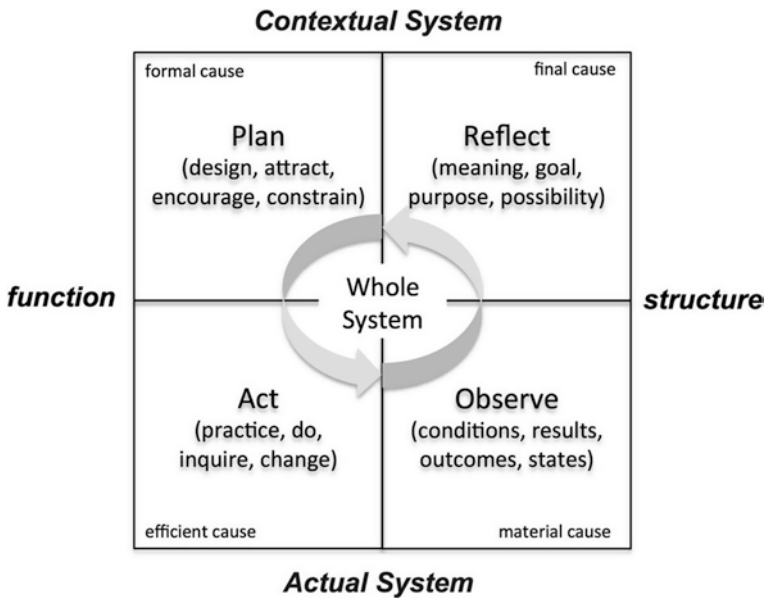 Contextual System
formal cause
final cause
Plan
(design, attract,
encourage, constrain)
Reflect
(meaning, goal,
purpose, possibility)
function
Whole
System
structure
Act
(practice, do,
inquire, change)
Observe
(conditions, results,
outcomes, states)
efficient cause
material cause
Actual System